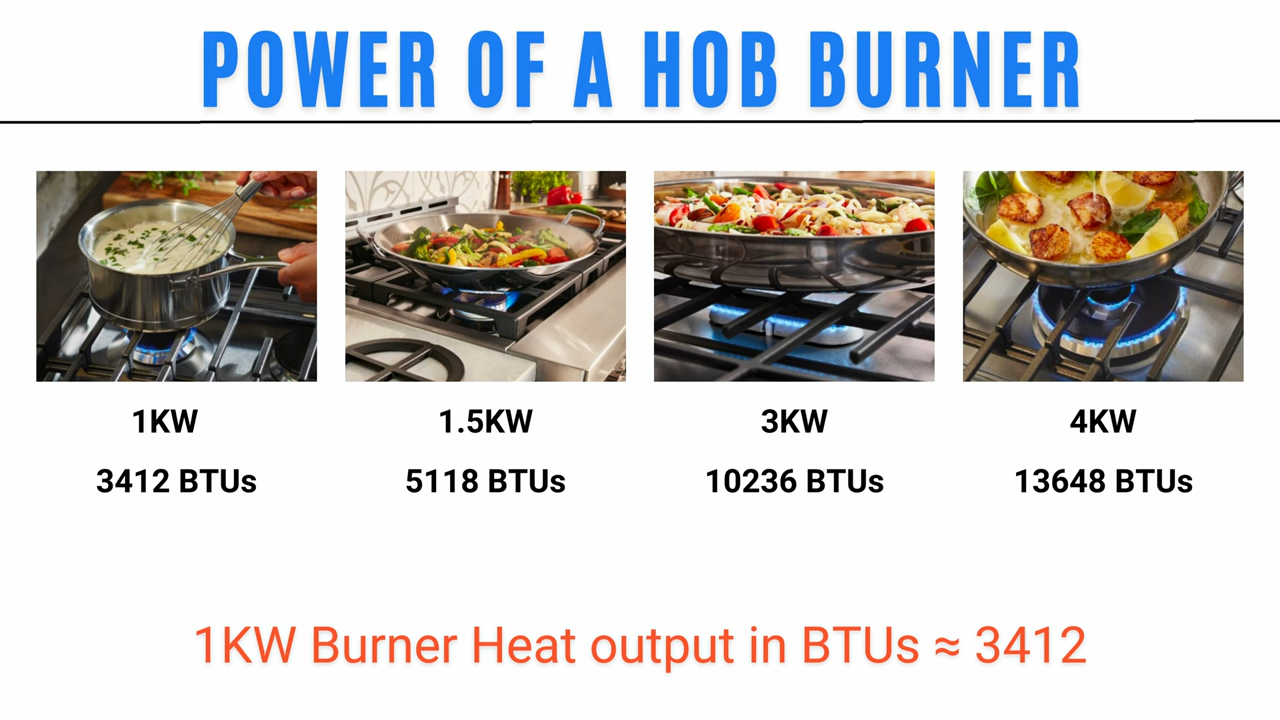 POWER OF A HOB BURNER
1KW
3412 BTUs
1.5KW
5118 BTUs
3KW
10236 BTUs
4KW
13648 BTUs
1KW Burner Heat output in BTUs ≈ 3412